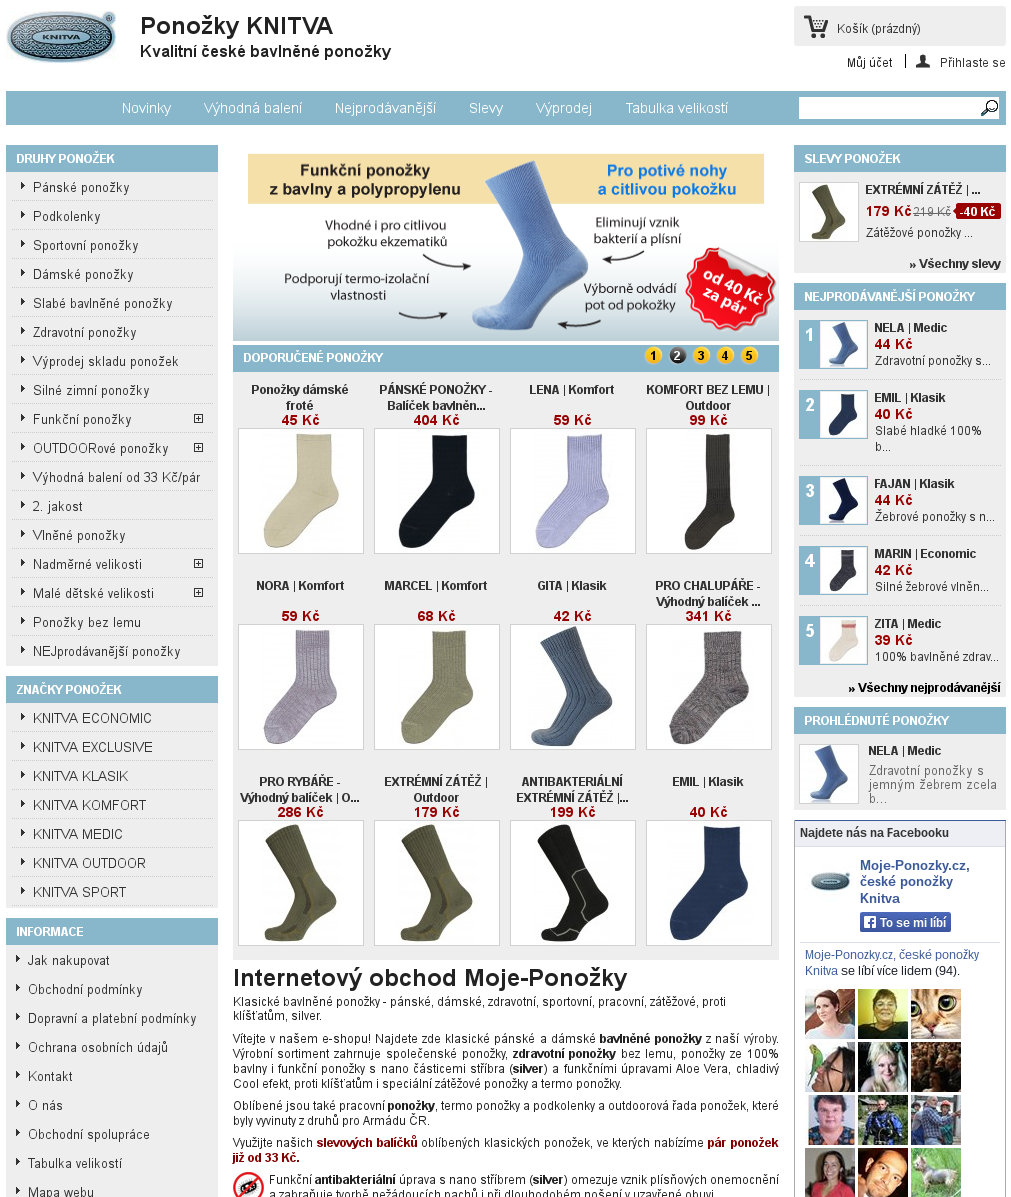 KNITVA
Ponožky KNITVA
Kvalitní české bavlněné ponožky
Košík (prázdný)
Můj účet
Přihlaste se
Novinky
Výhodná balení
Nejprodávanější
Slevy
Výprodej
Tabulka velikostí
DRUHY PONOŽEK
Pánské ponožky
Podkolenky
Sportovní ponožky
Dámské ponožky
Slabé bavlněné ponožky
Zdravotní ponožky
Výprodej skladu ponožek
Silné zimní ponožky
Funkční ponožky
OUTDOORové ponožky
Výhodná balení od 33 Kč/pár
2. jakost
Vlněné ponožky
Nadměrné velikosti
Malé dětské velikosti
Ponožky bez lemu
NEJprodávanější ponožky
ZNAČKY PONOŽEK
KNITVA ECONOMIC
KNITVA EXCLUSIVE
KNITVA KLASIK
KNITVA KOMFORT
KNITVA MEDIC
KNITVA OUTDOOR
KNITVA SPORT
INFORMACE
Jak nakupovat
Obchodní podmínky
Dopravní a platební podmínky
Ochrana osobních údajů
Kontakt
O nás
Obchodní spolupráce
Tabulka velikostí
Mapa webu
Funkční ponožky
z bavlny a polypropylenu
Pro potivé nohy
a citlivou pokožku
Vhodné i pro citlivou
pokožku ekzematiků
Eliminují vznik
bakterií a plísní
Podporují termo-izolační
vlastnosti
Výborně odvádí
pot od pokožky
od 40 Kč
za pár
DOPORUČENÉ PONOŽKY
1 2 3 4 5
Ponožky dámské
froté
45 Kč
PÁNSKÉ PONOŽKY -
Balíček bavlněn...
404 Kč
LENA | Komfort
59 Kč
KOMFORT BEZ LEMU |
Outdoor
99 Kč
NORA | Komfort
59 Kč
MARCEL | Komfort
68 Kč
GITA | Klasik
42 Kč
PRO CHALUPÁŘE -
Výhodný balíček ...
341 Kč
PRO RYBÁŘE -
Výhodný balíček | O...
286 Kč
EXTRÉMNÍ ZÁTĚŽ |
Outdoor
179 Kč
ANTIBAKTERIÁLNÍ
EXTRÉMNÍ ZÁTĚŽ |...
199 Kč
EMIL | Klasik
40 Kč
Internetový obchod Moje-Ponožky
Klasické bavlněné ponožky - pánské, dámské, zdravotní, sportovní, pracovní, zátěžové, proti
klíšťatům, silver.
Vítejte v našem e-shopu! Najdete zde klasické pánské a dámské bavlněné ponožky z naší výroby.
Výrobní sortiment zahrnuje společenské ponožky, zdravotní ponožky bez lemu, ponožky ze 100%
bavlny i funkční ponožky s nano částicemi stříbra (silver) a funkčními úpravami Aloe Vera, chladivý
Cool efekt, proti klíšťatům i speciální zátěžové ponožky a termo ponožky.
Oblíbené jsou také pracovní ponožky, termo ponožky a podkolenky a outdoorová řada ponožek, které
byly vyvinuty z druhů pro Armádu ČR.
Využijte našich slevových balíčků oblíbených klasických ponožek, ve kterých nabízíme pár ponožek
již od 33 Kč.
Funkční antibakteriální úprava s nano stříbrem (silver) omezuje vznik plísňových onemocnění
a zabraňuje tvorbě nežádoucích pachů i při dlouhodobém nošení v uzavřené obuvi.
SLEVY PONOŽEK
EXTRÉMNÍ ZÁTĚŽ | ...
179 Kč 219 Kč -40 Kč
Zátěžové ponožky ...
» Všechny slevy
NEJPRODÁVANĚJŠÍ PONOŽKY
1
NELA | Medic
44 Kč
Zdravotní ponožky s...
2
EMIL | Klasik
40 Kč
Slabé hladké 100%
b...
3
FAJAN | Klasik
44 Kč
Žebrové ponožky s n...
4
MARIN | Economic
42 Kč
Silné žebrové vlněn...
5
ZITA | Medic
39 Kč
100% bavlněné zdrav...
» Všechny nejprodávanější
PROHLÉDNUTÉ PONOŽKY
NELA | Medic
Zdravotní ponožky s
jemným žebrem zcela
b...
Najdete nás na Facebooku
Moje-Ponozky.cz,
české ponožky
Knitva
To se mi líbí
Moje-Ponozky.cz, české ponožky
Knitva se líbí více lidem (94).